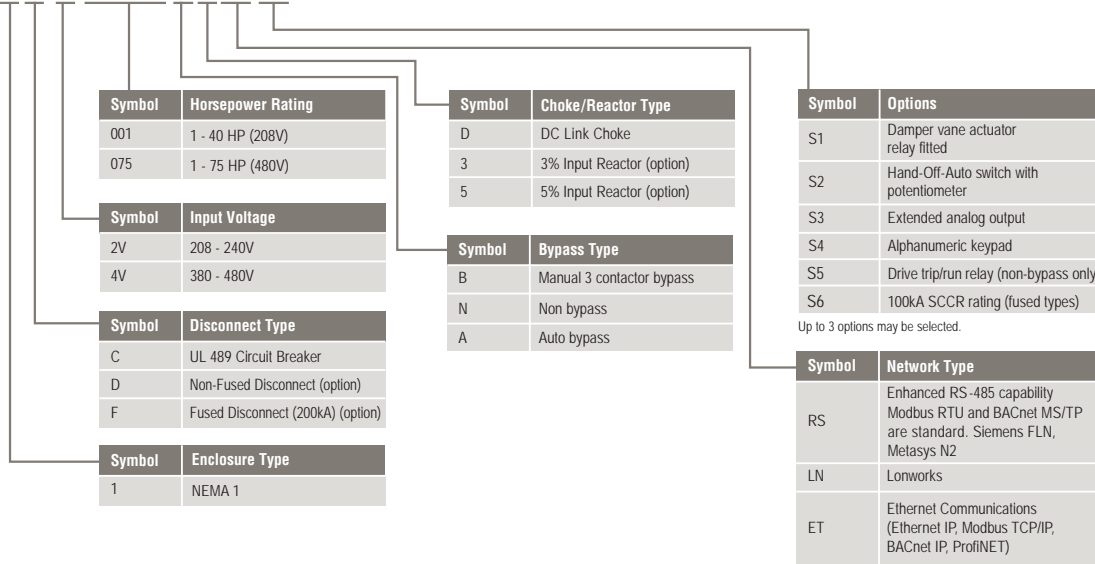 Symbol Horsepower Rating
001 1 - 40 HP (208V)
075 1 - 75 HP (480V)
Symbol Input Voltage
2V 208 - 240V
4V 380 - 480V
Symbol Disconnect Type
C UL 489 Circuit Breaker
D Non-Fused Disconnect (option)
F Fused Disconnect (200kA) (option)
Symbol Enclosure Type
1 NEMA 1
Symbol Choke/Reactor Type
D DC Link Choke
3 3% Input Reactor (option)
5 5% Input Reactor (option)
Symbol Bypass Type
B Manual 3 contactor bypass
N Non bypass
A Auto bypass
Symbol Options
S1 Damper vane actuator
relay fitted
S2 Hand-Off-Auto switch with
potentiometer
S3 Extended analog output
S4 Alphanumeric keypad
S5 Drive trip/run relay (non-bypass only
S6 100kA SCCR rating (fused types)
Up to 3 options may be selected.
Symbol Network Type
RS Enhanced RS-485 capability
Modbus RTU and BACnet MS/TP
are standard. Siemens FLN,
Metasys N2
LN Lonworks
ET Ethernet Communications
(Ethernet IP, Modbus TCP/IP,
BACnet IP, ProfiNET)